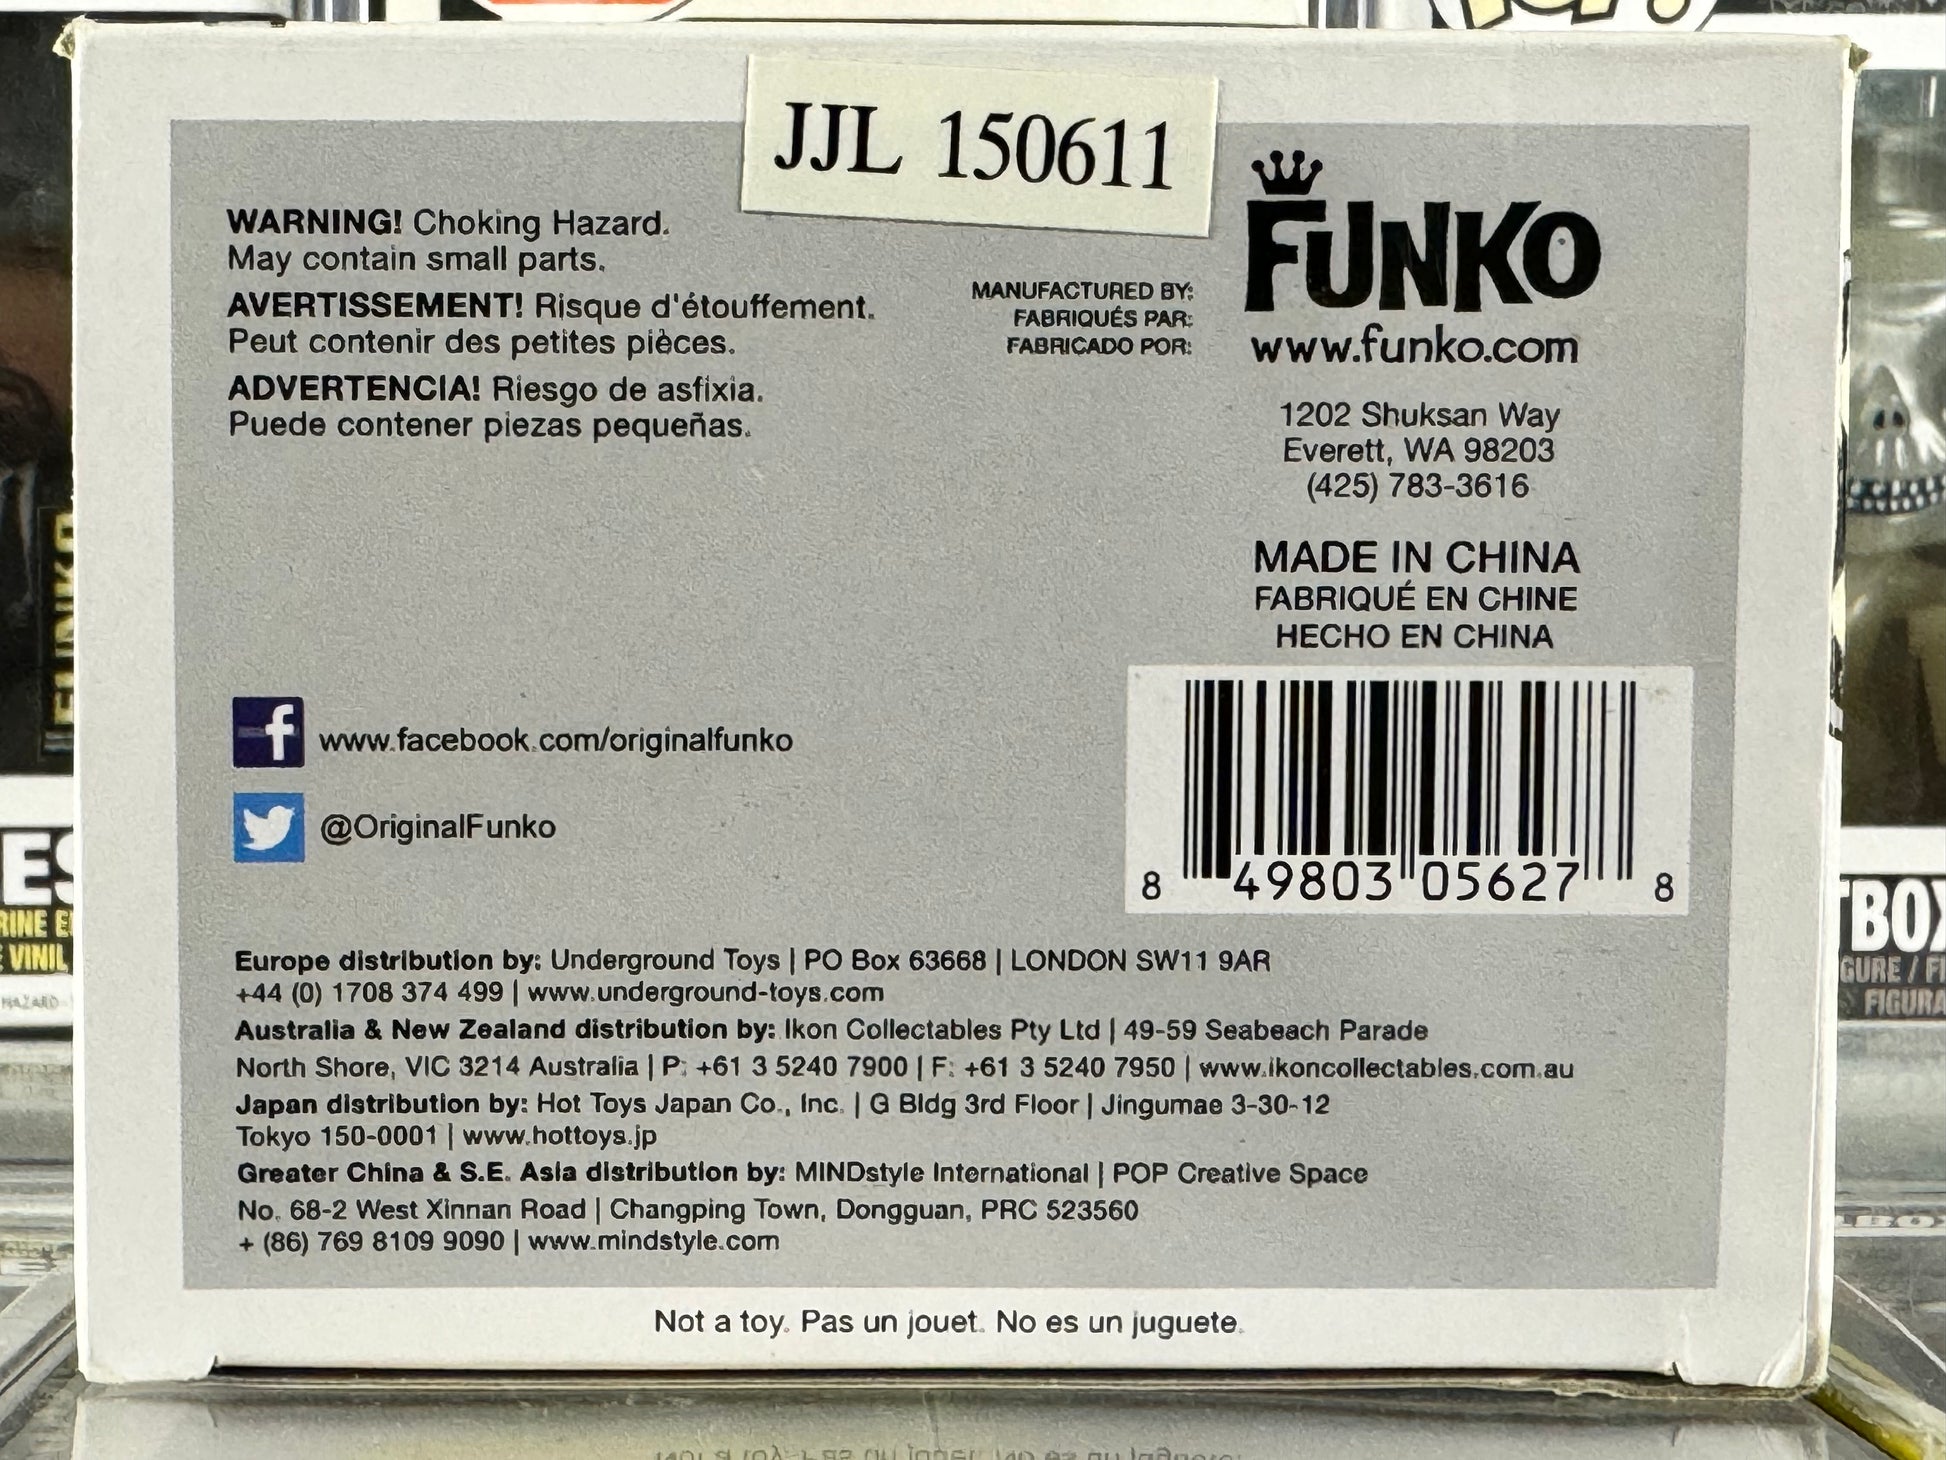 JJL 150611
WARNING! Choking Hazard.
May contain small parts.
AVERTISSEMENT! Risque d'étouffement.
Peut contenir des petites pièces.
ADVERTENCIA! Riesgo de asfixia.
Puede contener piezas pequeñas.
MANUFACTURED BY:
FABRIQUÉS PAR:
FABRICADO POR:
FUNKO
www.funko.com
1202 Shuksan Way
Everett, WA 98203
(425) 783-3616
MADE IN CHINA
FABRIQUÉ EN CHINE
HECHO EN CHINA
f www.facebook.com/originalfunko
@OriginalFunko
8 49803 05627 8
Europe distribution by: Underground Toys | PO Box 63668 | LONDON SW11 9AR
+44 (0) 1708 374 499 | www.underground-toys.com
Australia & New Zealand distribution by: Ikon Collectables Pty Ltd | 49-59 Seabeach Parade
North Shore, VIC 3214 Australia | P: +61 3 5240 7900 | F: +61 3 5240 7950 | www.ikoncollectables.com.au
Japan distribution by: Hot Toys Japan Co., Inc. | G Bldg 3rd Floor | Jingumae 3-30-12
Tokyo 150-0001 | www.hottoys.jp
Greater China & S.E. Asia distribution by: MINDstyle International | POP Creative Space
No. 68-2 West Xinnan Road | Changping Town, Dongguan, PRC 523560
+ (86) 769 8109 9090 | www.mindstyle.com
Not a toy. Pas un jouet. No es un juguete.
FUNKO
VINIL
HAZARD